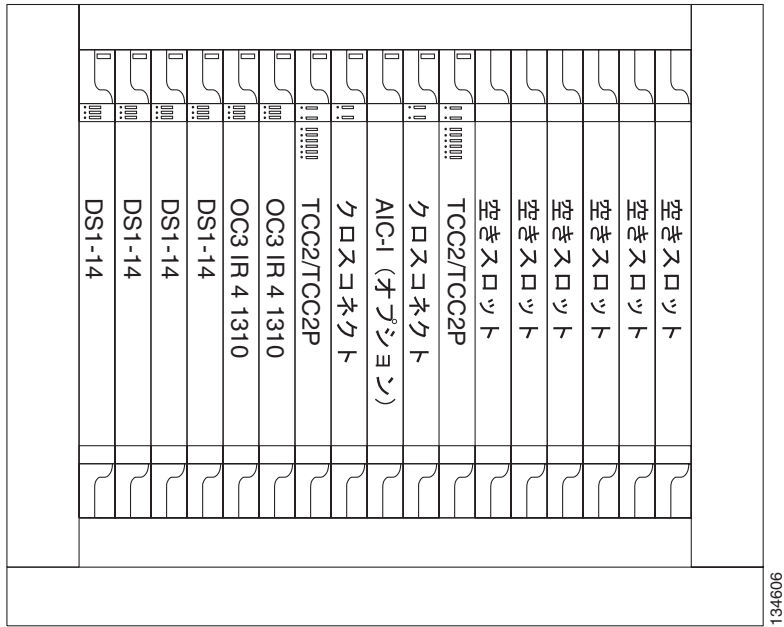 DS1-14
DS1-14
DS1-14
DS1-14
OC3 IR 4 1310
OC3 IR 4 1310
TCC2/TCC2P
クロスコネクト
AIC-I（オプション）
クロスコネクト
TCC2/TCC2P
空きスロット
空きスロット
空きスロット
空きスロット
空きスロット
空きスロット
134606